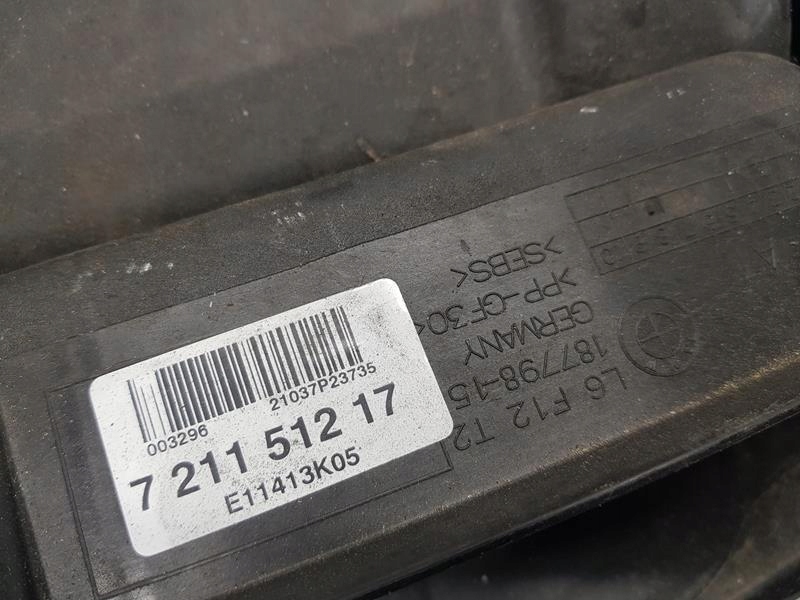 003296
21037P23735
7 211 512 17
E11413K05
L6 F12 T2
187798-15
GERMANY
>PP-GF30<
>SEBS<
A